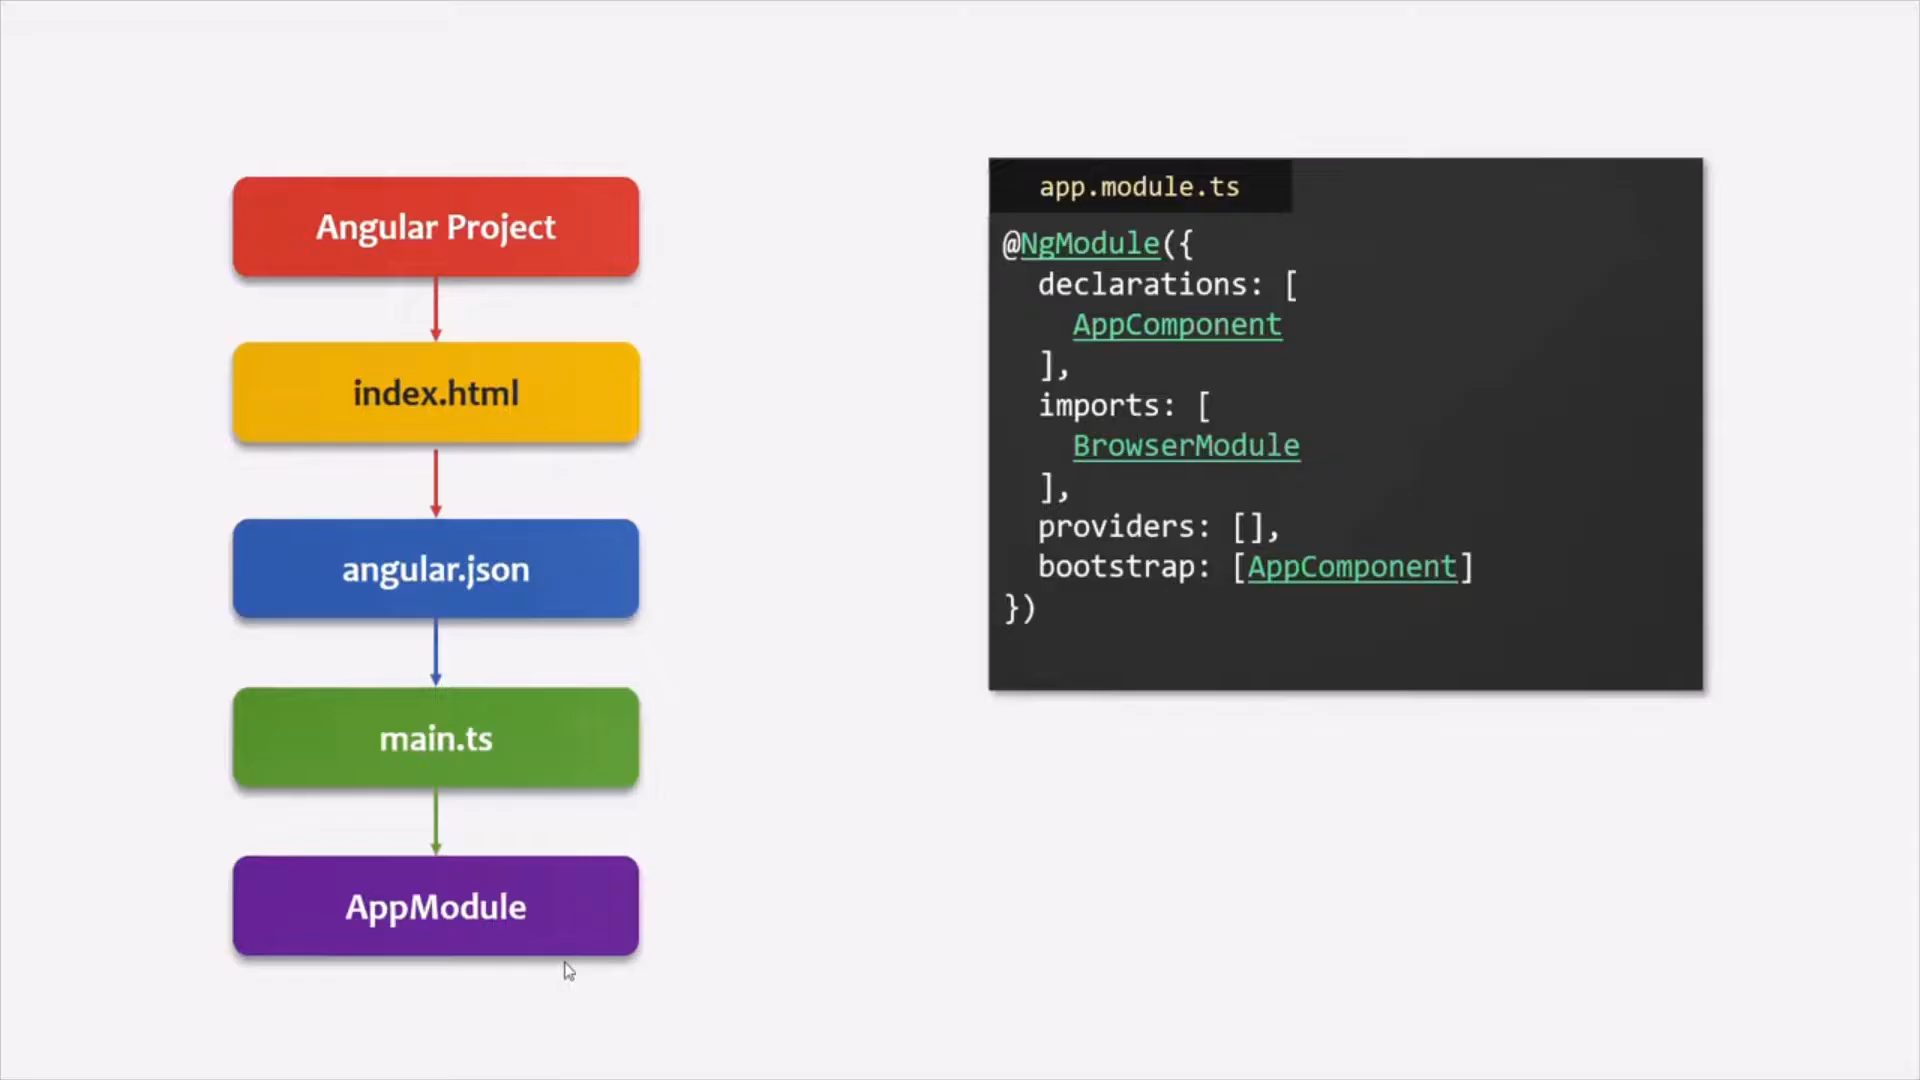 Angular Project
index.html
angular.json
main.ts
AppModule
app.module.ts
@NgModule({
  declarations: [
    AppComponent
  ],
  imports: [
    BrowserModule
  ],
  providers: [],
  bootstrap: [AppComponent]
})